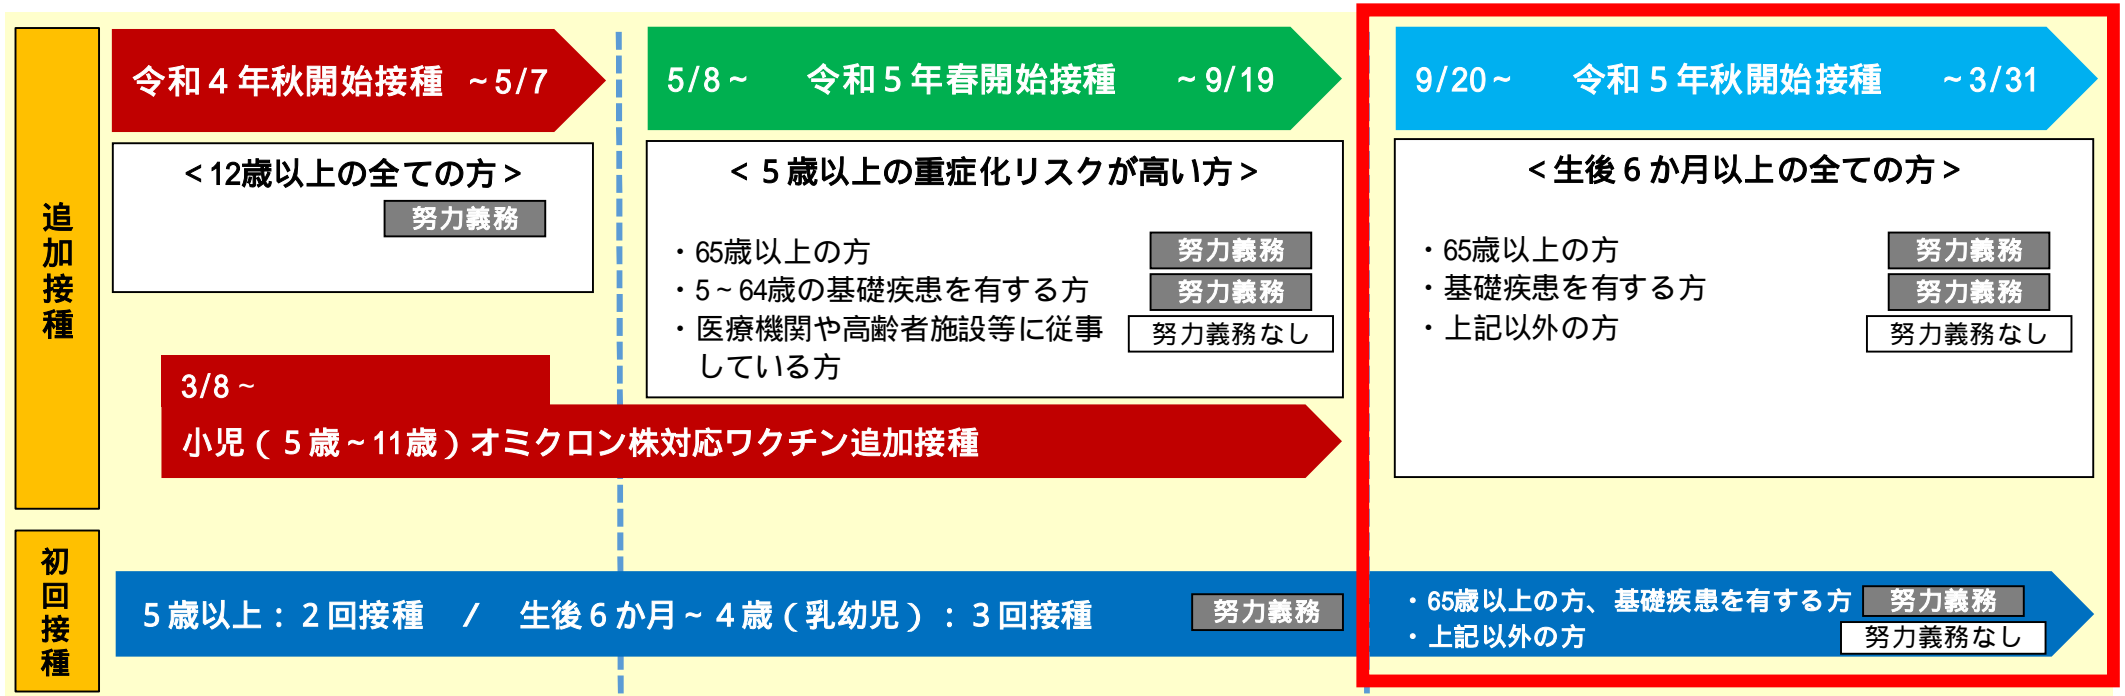 追加接種
令和４年秋開始接種 ～5/7
＜12歳以上の全ての方＞
努力義務
5/8～ 令和５年春開始接種 ～9/19
＜５歳以上の重症化リスクが高い方＞
・65歳以上の方 努力義務
・5～64歳の基礎疾患を有する方 努力義務
・医療機関や高齢者施設等に従事 努力義務なし
している方
9/20～ 令和５年秋開始接種 ～3/31
＜生後６か月以上の全ての方＞
・65歳以上の方 努力義務
・基礎疾患を有する方 努力義務
・上記以外の方 努力義務なし
3/8～
小児（５歳～11歳）オミクロン株対応ワクチン追加接種
初回接種
５歳以上：２回接種 / 生後６か月～４歳（乳幼児）：３回接種 努力義務
・65歳以上の方、基礎疾患を有する方 努力義務
・上記以外の方 努力義務なし